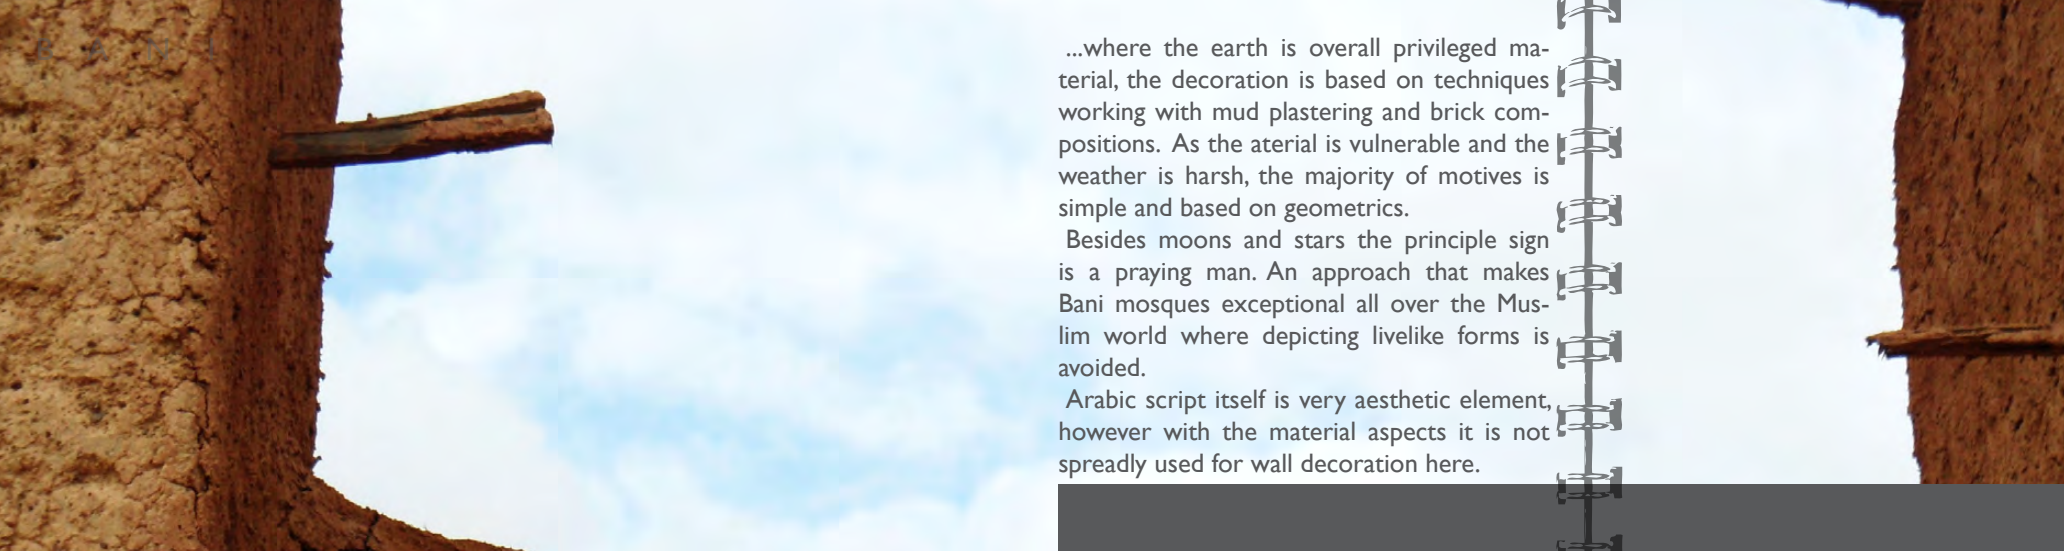 B A N I
...where the earth is overall privileged ma-
terial, the decoration is based on techniques
working with mud plastering and brick com-
positions. As the aterial is vulnerable and the
weather is harsh, the majority of motives is
simple and based on geometrics.
Besides moons and stars the principle sign
is a praying man. An approach that makes
Bani mosques exceptional all over the Mus-
lim world where depicting livelike forms is
avoided.
Arabic script itself is very aesthetic element,
however with the material aspects it is not
spreadly used for wall decoration here.